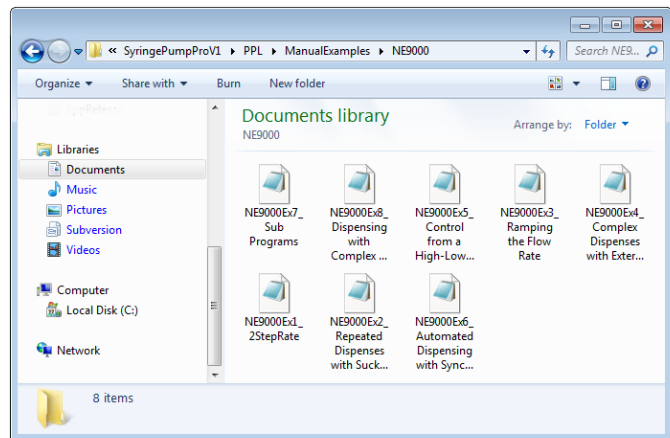 « SyringePumpProV1 ▸ PPL ▸ ManualExamples ▸ NE9000
Search NE9...
Organize ▾ Share with ▾ Burn New folder
Documents library
NE9000
Arrange by: Folder ▾
Libraries
Documents
Music
Pictures
Subversion
Videos
Computer
Local Disk (C:)
Network
NE9000Ex7_
Sub
Programs
NE9000Ex8_
Dispensing
with
Complex ...
NE9000Ex5_
Control
from a
High-Low...
NE9000Ex3_
Ramping
the Flow
Rate
NE9000Ex4_
Complex
Dispenses
with Exter...
NE9000Ex1_
2StepRate
NE9000Ex2_
Repeated
Dispenses
with Suck...
NE9000Ex6_
Automated
Dispensing
with Sync...
8 items